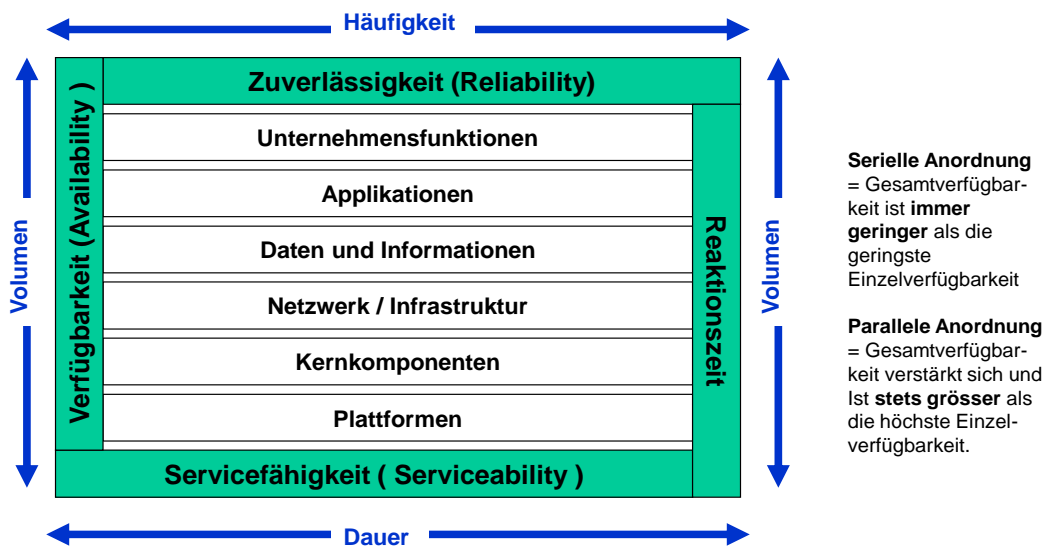 Häufigkeit
Zuverlässigkeit (Reliability)
Verfügbarkeit (Availability )
Volumen
Unternehmensfunktionen
Applikationen
Daten und Informationen
Netzwerk / Infrastruktur
Kernkomponenten
Plattformen
Reaktionszeit
Volumen
Servicefähigkeit ( Serviceability )
Dauer
Serielle Anordnung
= Gesamtverfügbar-
keit ist immer
geringer als die
geringste
Einzelverfügbarkeit
Parallele Anordnung
= Gesamtverfügbar-
keit verstärkt sich und
Ist stets grösser als
die höchste Einzel-
verfügbarkeit.